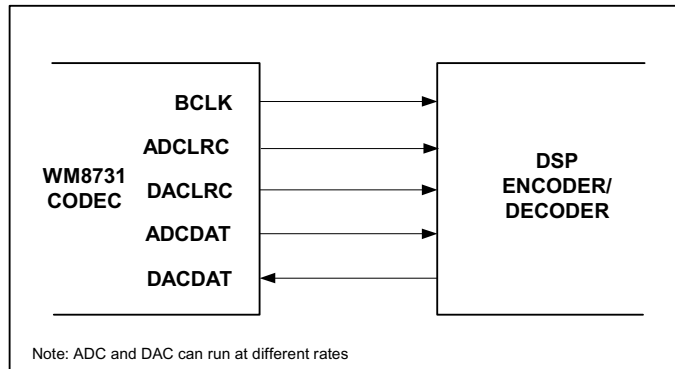 BCLK
ADCLRC
WM8731
CODEC
DACLRC
ADCDAT
DACDAT
DSP
ENCODER/
DECODER
Note: ADC and DAC can run at different rates